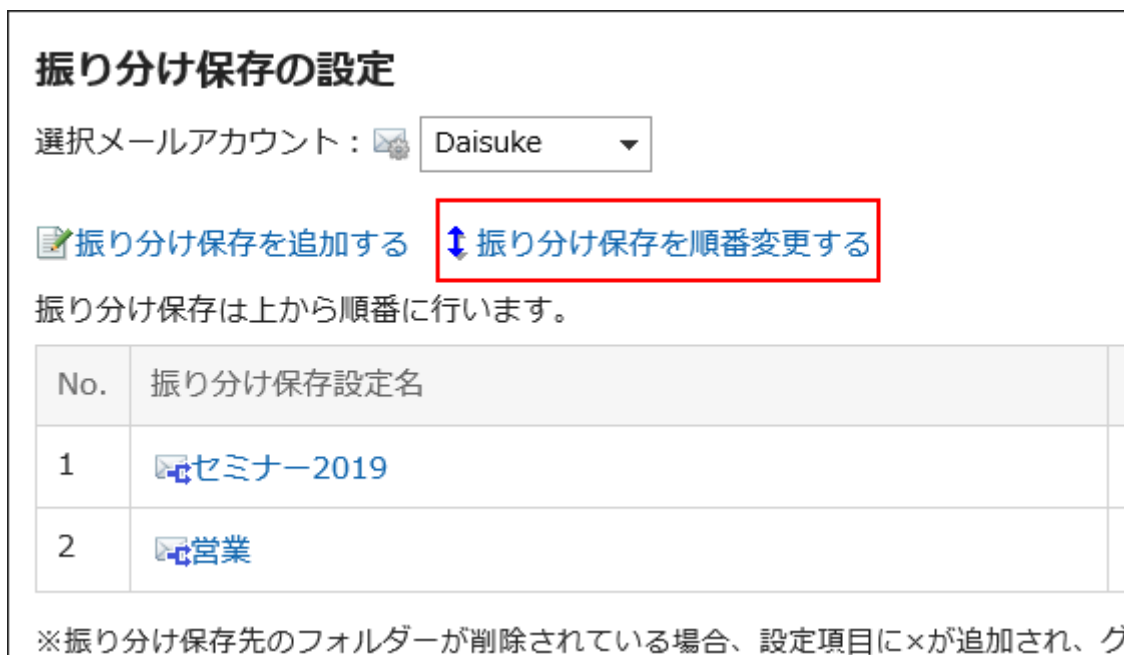 振り分け保存の設定
選択メールアカウント： Daisuke
振り分け保存を追加する 振り分け保存を順番変更する
振り分け保存は上から順番に行います。
No. 振り分け保存設定名
1 セミナー2019
2 営業
※振り分け保存先のフォルダーが削除されている場合、設定項目に×が追加され、グ